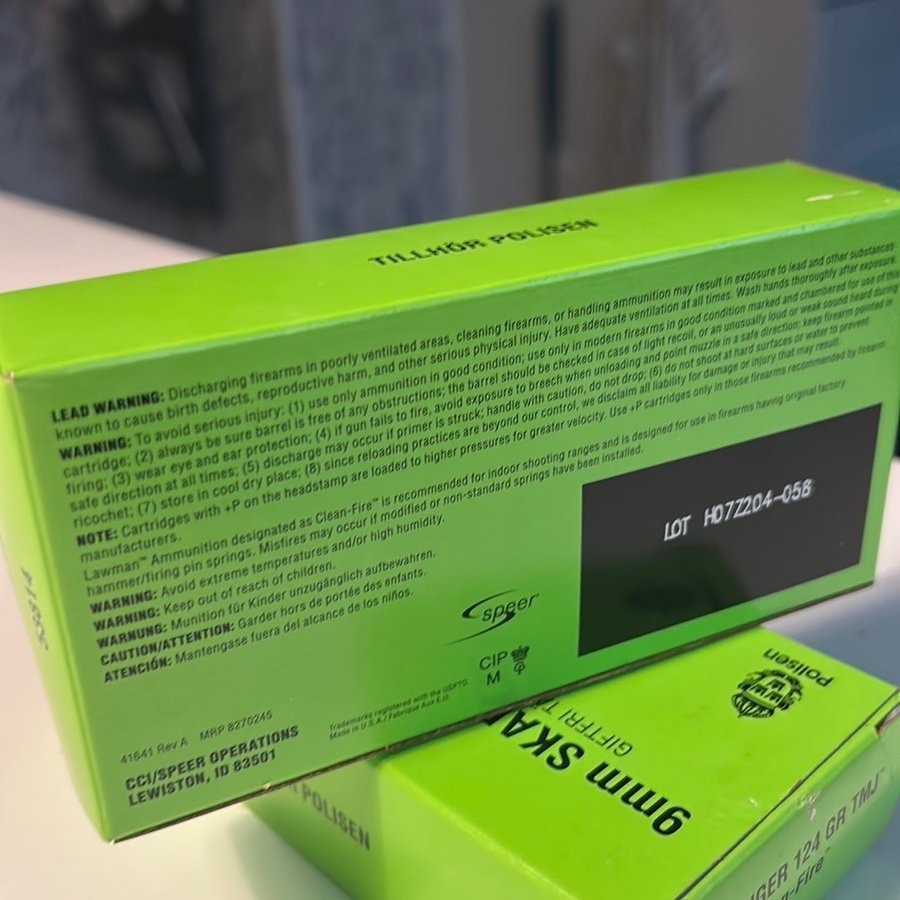 TILLHÖR POLISEN
LEAD WARNING: Discharging firearms in poorly ventilated areas, cleaning firearms, or handling ammunition may result in exposure to lead and other substances
known to cause birth defects, reproductive harm, and other serious physical injury. Have adequate ventilation at all times. Wash hands thoroughly after exposure.
WARNING: To avoid serious injury: (1) use only ammunition in good condition; use only in modern firearms in good condition marked and chambered for use of this
cartridge; (2) always be sure barrel is free of any obstructions; the barrel should be checked in case of light recoil, or an unusually loud or weak sound heard during
firing; (3) wear eye and ear protection; (4) if gun fails to fire, avoid exposure to breech when unloading and point muzzle in a safe direction; keep firearm pointed in
safe direction at all times; (5) discharge may occur if primer is struck; handle with caution, do not drop; (6) do not shoot at hard surfaces or water to prevent
ricochet; (7) store in cool dry place; (8) since reloading practices are beyond our control, we disclaim all liability for damage or injury that may result.
NOTE: Cartridges with +P on the headstamp are loaded to higher pressures for greater velocity. Use +P cartridges only in those firearms recommended by firearm
manufacturers.
Lawman™ Ammunition designated as Clean-Fire™ is recommended for indoor shooting ranges and is designed for use in firearms having original factory
hammer/firing pin springs. Misfires may occur if modified or non-standard springs have been installed.
WARNING: Avoid extreme temperatures and/or high humidity.
WARNING: Keep out of reach of children.
WARNUNG: Munition für Kinder unzugänglich aufbewahren.
CAUTION/ATTENTION: Garder hors de portée des enfants.
ATENCIÓN: Mantengase fuera del alcance de los niños.
LOT H07Z204-058
speer
CIP
M
41641 Rev A MRP 8270245
Trademarks registered with the USPTO.
Made in U.S.A./ Fabrique Aux E.U.
CCI/SPEER OPERATIONS
LEWISTON, ID 83501
Polisen
9mm SKA
GIFTFRI T
POLISEN
GER 124 GR TMJ™
n-Fire™